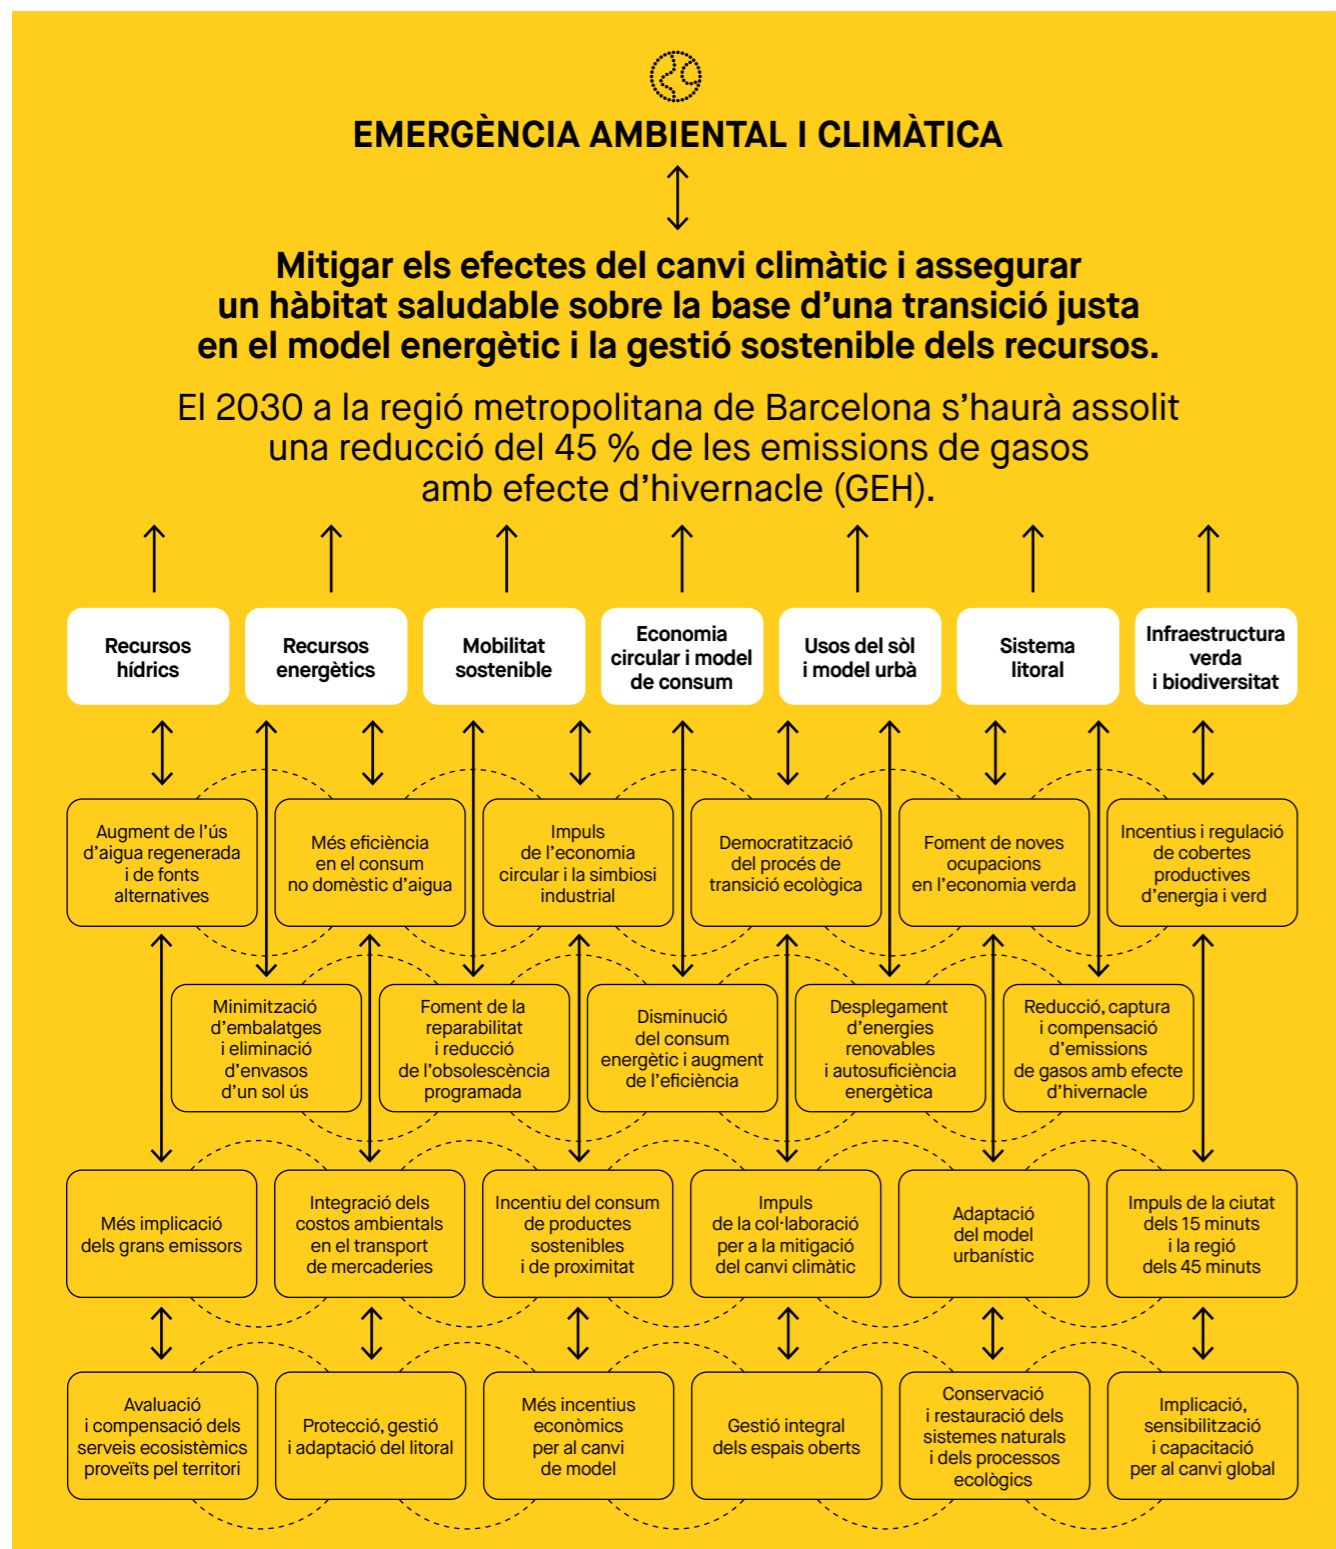 EMERGÈNCIA AMBIENTAL I CLIMÀTICA
Mitigar els efectes del canvi climàtic i assegurar
un hàbitat saludable sobre la base d’una transició justa
en el model energètic i la gestió sostenible dels recursos.
El 2030 a la regió metropolitana de Barcelona s’haurà assolit
una reducció del 45 % de les emissions de gasos
amb efecte d’hivernacle (GEH).
Recursos
hídrics
Recursos
energètics
Mobilitat
sostenible
Economia
circular i model
de consum
Usos del sòl
i model urbà
Sistema
litoral
Infraestructura
verda
i biodiversitat
Augment de l’ús
d’aigua regenerada
i de fonts
alternatives
Més eficiència
en el consum
no domèstic d’aigua
Impuls
de l’economia
circular i la simbiosi
industrial
Democratització
del procés de
transició ecològica
Foment de noves
ocupacions
en l’economia verda
Incentius i regulació
de cobertes
productives
d’energia i verd
Minimització
d’embalatges
i eliminació
d’envasos
d’un sol ús
Foment de la
reparabilitat
i reducció
de l’obsolescència
programada
Disminució
del consum
energètic i augment
de l’eficiència
Desplegament
d’energies
renovables
i autosuficiència
energètica
Reducció, captura
i compensació
d’emissions
de gasos amb efecte
d’hivernacle
Més implicació
dels grans emissors
Integració dels
costos ambientals
en el transport
de mercaderies
Incentiu del consum
de productes
sostenibles
i de proximitat
Impuls
de la col·laboració
per a la mitigació
del canvi climàtic
Adaptació
del model
urbanístic
Impuls de la ciutat
dels 15 minuts
i la regió
dels 45 minuts
Avaluació
i compensació dels
serveis ecosistèmics
proveïts pel territori
Protecció, gestió
i adaptació del litoral
Més incentius
econòmics
per al canvi
de model
Gestió integral
dels espais oberts
Conservació
i restauració dels
sistemes naturals
i dels processos
ecològics
Implicació,
sensibilització
i capacitació
per al canvi global